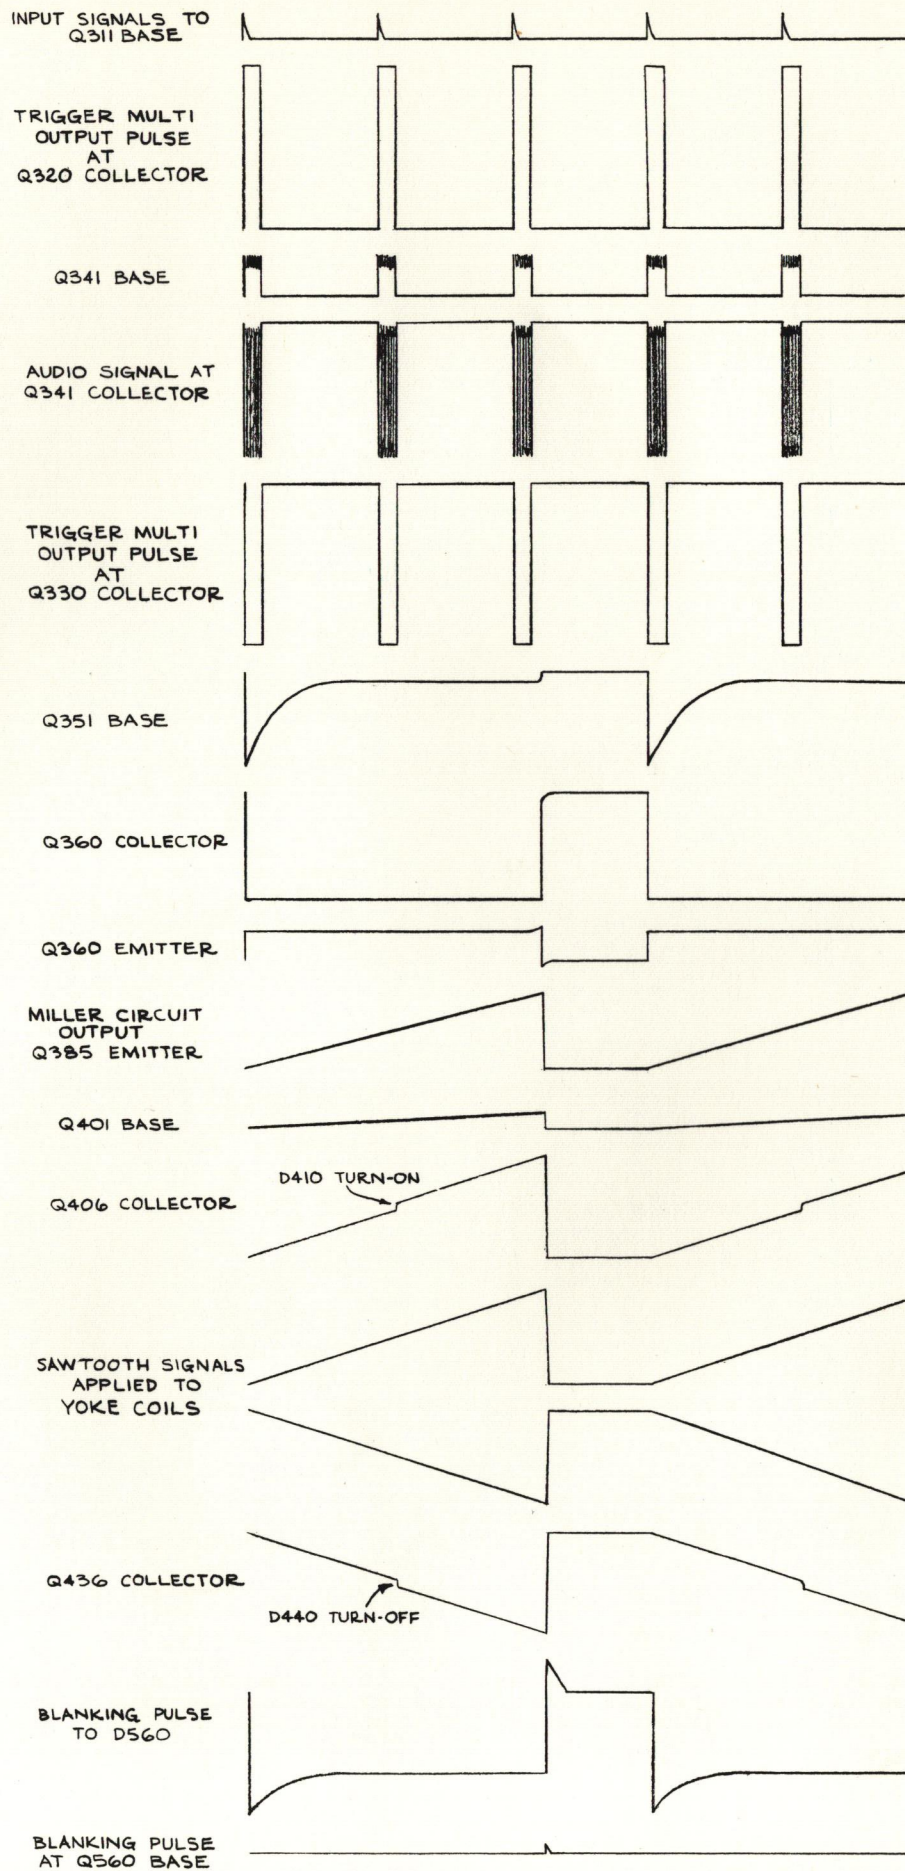 INPUT SIGNALS TO
Q311 BASE
TRIGGER MULTI
OUTPUT PULSE
AT
Q320 COLLECTOR
Q341 BASE
AUDIO SIGNAL AT
Q341 COLLECTOR
TRIGGER MULTI
OUTPUT PULSE
AT
Q330 COLLECTOR
Q351 BASE
Q360 COLLECTOR
Q360 EMITTER
MILLER CIRCUIT
OUTPUT
Q385 EMITTER
Q401 BASE
D410 TURN-ON
Q406 COLLECTOR
SAWTOOTH SIGNALS
APPLIED TO
YOKE COILS
Q436 COLLECTOR
D440 TURN-OFF
BLANKING PULSE
TO D560
BLANKING PULSE
AT Q560 BASE